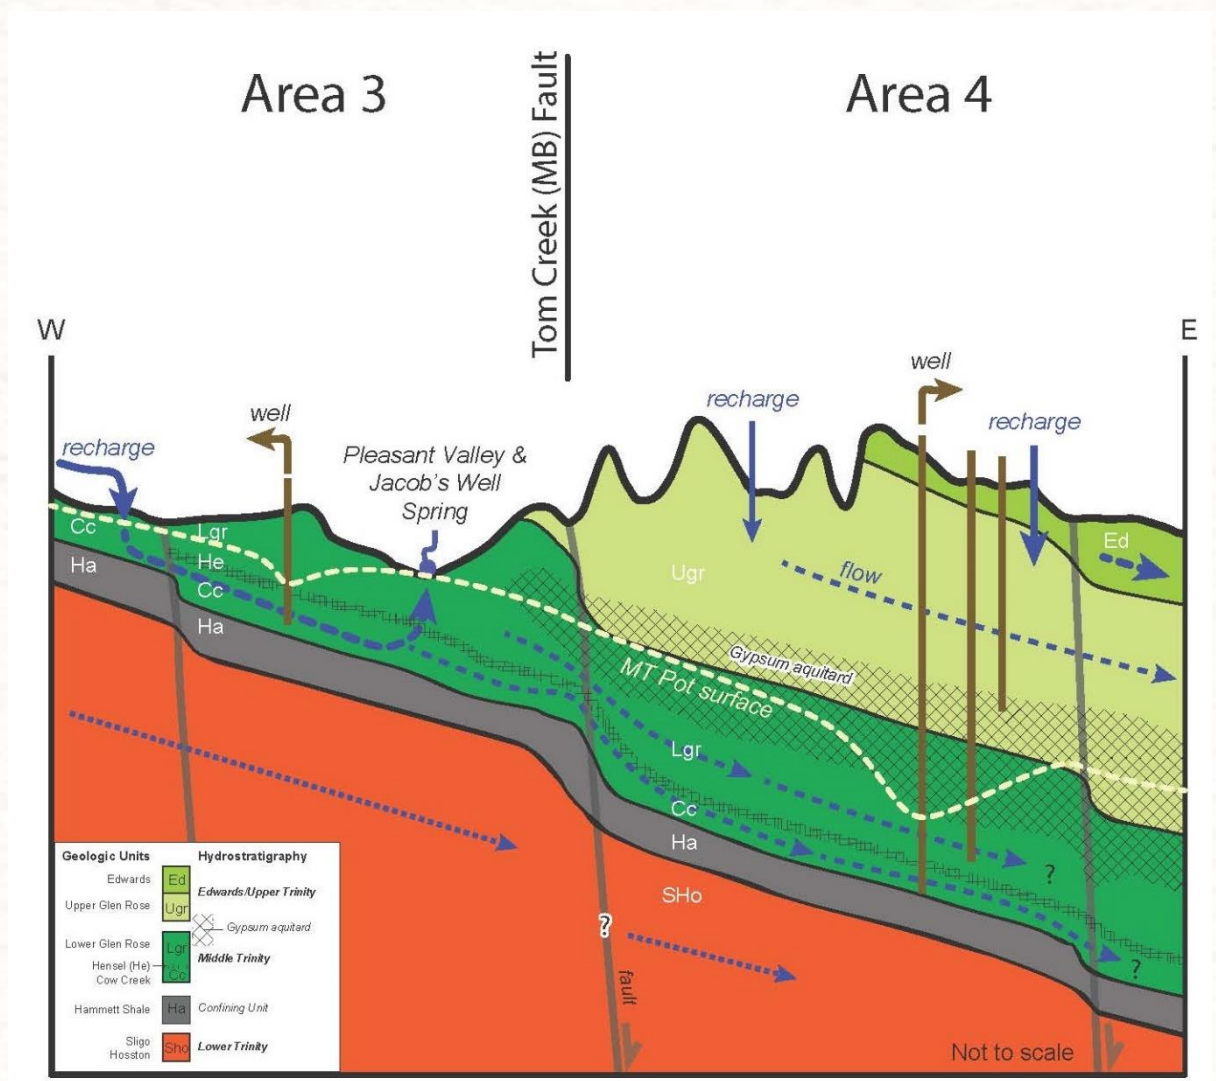 Area 3
Area 4
Tom Creek (MB) Fault
W
E
well
recharge
well
recharge
recharge
Pleasant Valley &
Jacob's Well
Spring
Cc
Lgr
He
Ha
Cc
Ha
Ugr
flow
Ed
Gypsum aquitard
MT Pot surface
Lgr
Cc
Ha
SHo
?
?
?
fault
Not to scale
Geologic Units
Hydrostratigraphy
Edwards
Ed
Edwards/Upper Trinity
Upper Glen Rose
Ugr
Gypsum aquitard
Lower Glen Rose
Lgr
Middle Trinity
Hensel (He)
Cow Creek
Cc
Hammett Shale
Ha
Confining Unit
Sligo
Hosston
Sho
Lower Trinity